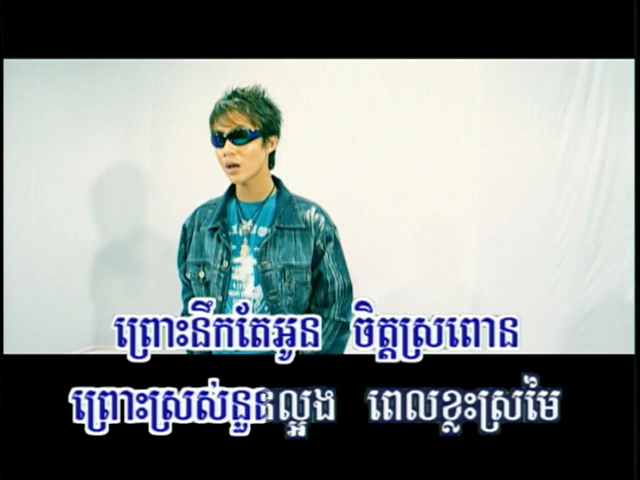 ព្រោះនឹកតែអូន ចិត្តស្រពោន
ព្រោះស្រស់នួនល្អង ពេលខ្លះស្រមៃ